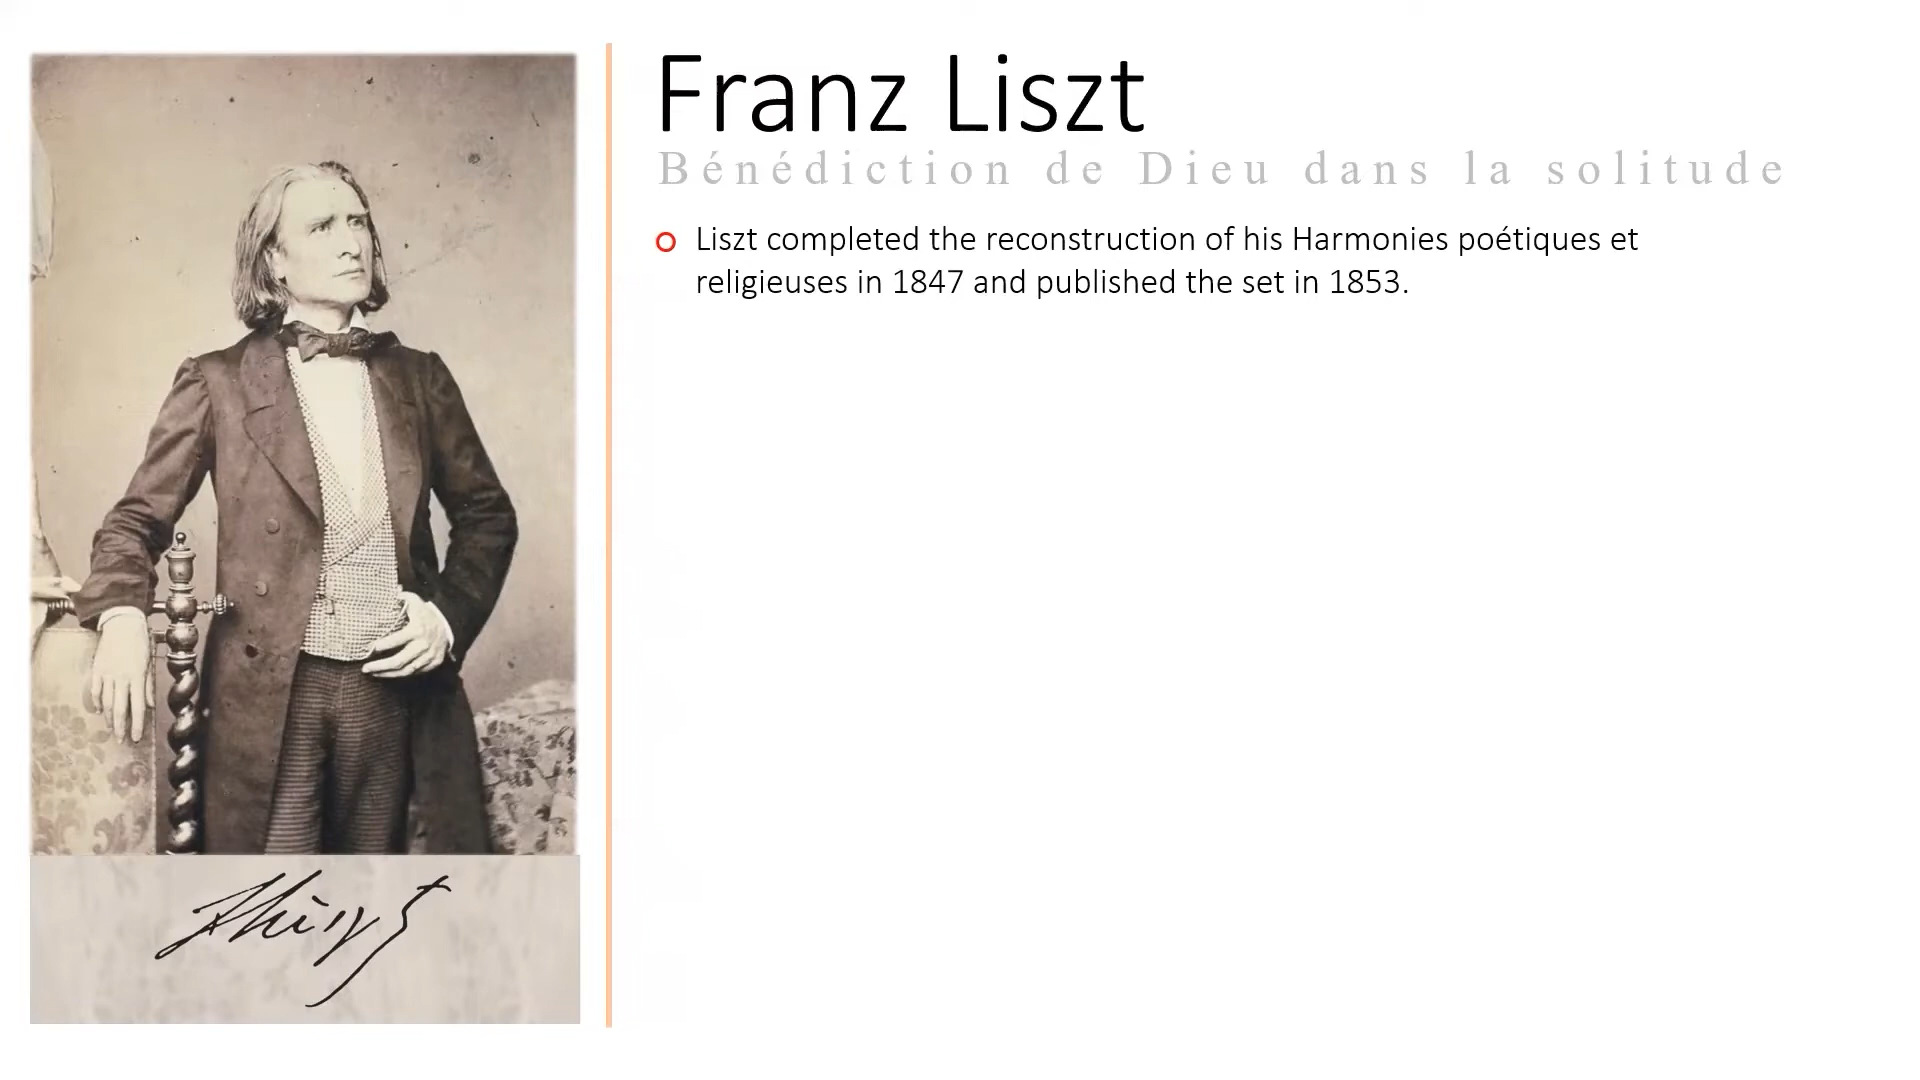 Franz Liszt
Bénédiction de Dieu dans la solitude
Liszt completed the reconstruction of his Harmonies poétiques et
religieuses in 1847 and published the set in 1853.
FLiszt